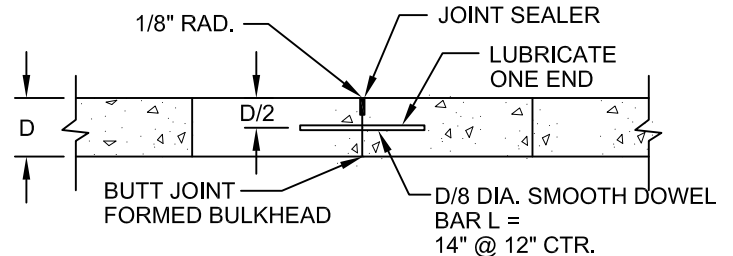 1/8" RAD.
JOINT SEALER
LUBRICATE
ONE END
D
D/2
BUTT JOINT
FORMED BULKHEAD
D/8 DIA. SMOOTH DOWEL
BAR L =
14" @ 12" CTR.